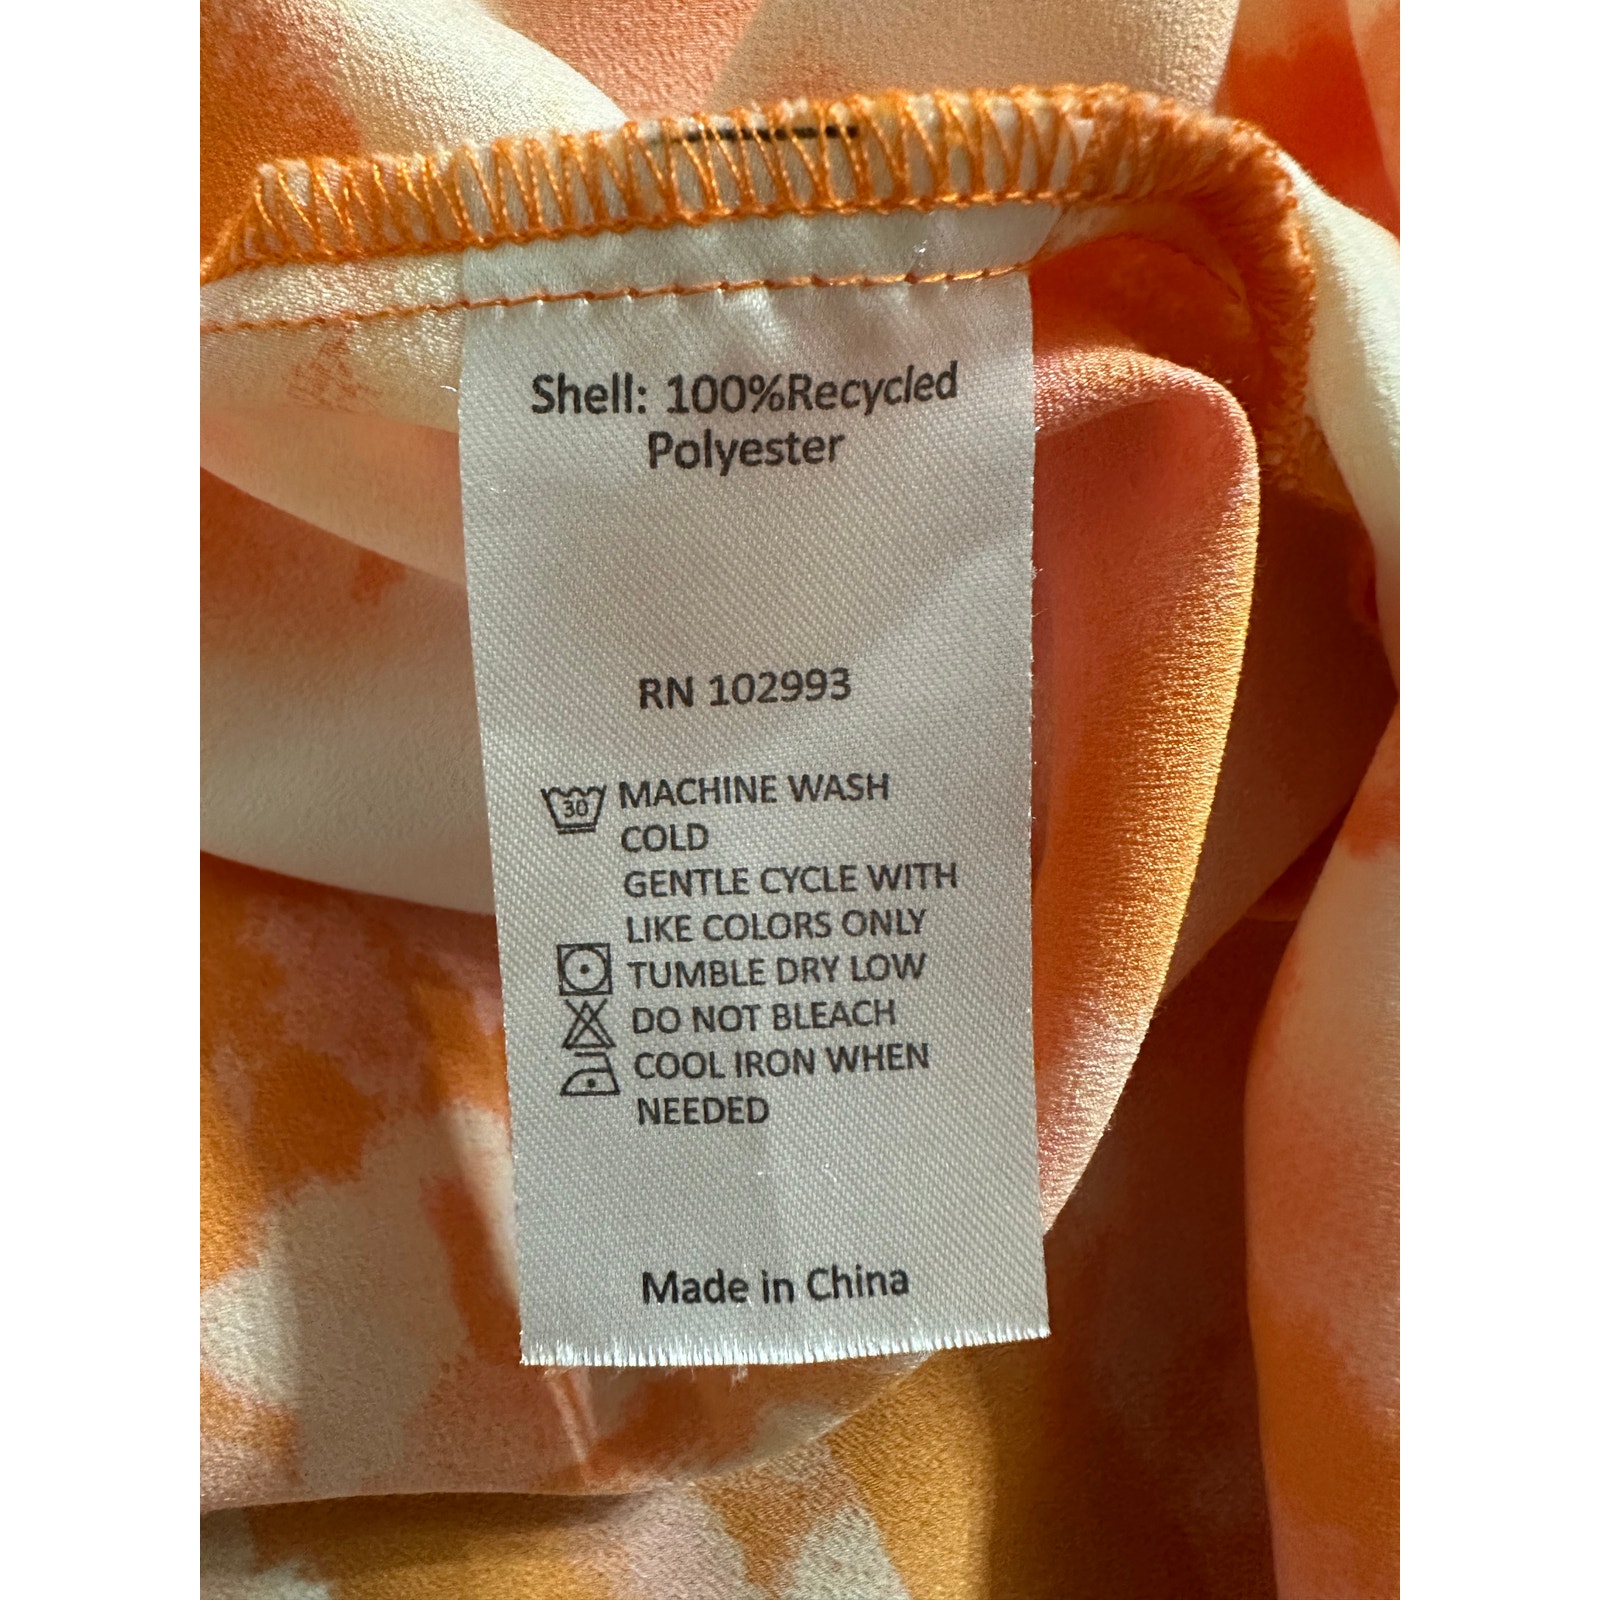 Shell: 100%Recycled
Polyester
RN 102993
30
MACHINE WASH
COLD
GENTLE CYCLE WITH
LIKE COLORS ONLY
TUMBLE DRY LOW
DO NOT BLEACH
COOL IRON WHEN
NEEDED
Made in China